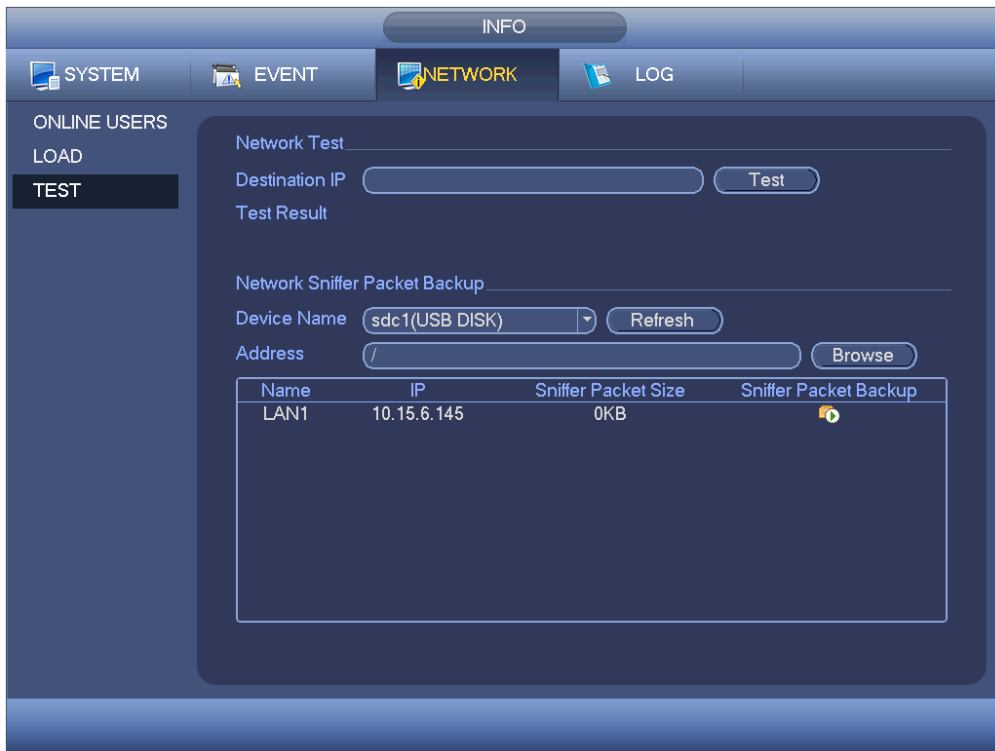 INFO
SYSTEM EVENT NETWORK LOG
ONLINE USERS
LOAD
TEST
Network Test
Destination IP Test
Test Result
Network Sniffer Packet Backup
Device Name sdc1(USB DISK) Refresh
Address / Browse
Name IP Sniffer Packet Size Sniffer Packet Backup
LAN1 10.15.6.145 0KB